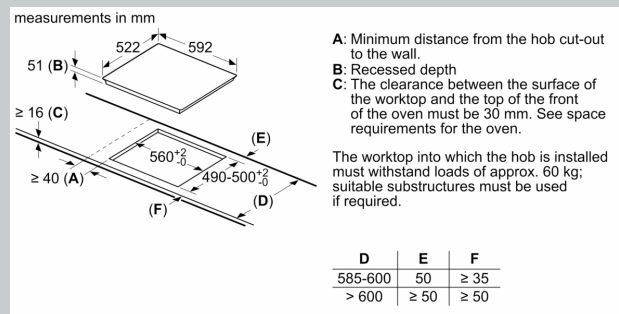 measurements in mm
522
592
51 (B)
≥ 16 (C)
(E)
560+2-0
490-500+2-0
≥ 40 (A)
(D)
(F)
A: Minimum distance from the hob cut-out
to the wall.
B: Recessed depth
C: The clearance between the surface of
the worktop and the top of the front
of the oven must be 30 mm. See space
requirements for the oven.
The worktop into which the hob is installed
must withstand loads of approx. 60 kg;
suitable substructures must be used
if required.
D E F
585-600 50 ≥ 35
> 600 ≥ 50 ≥ 50